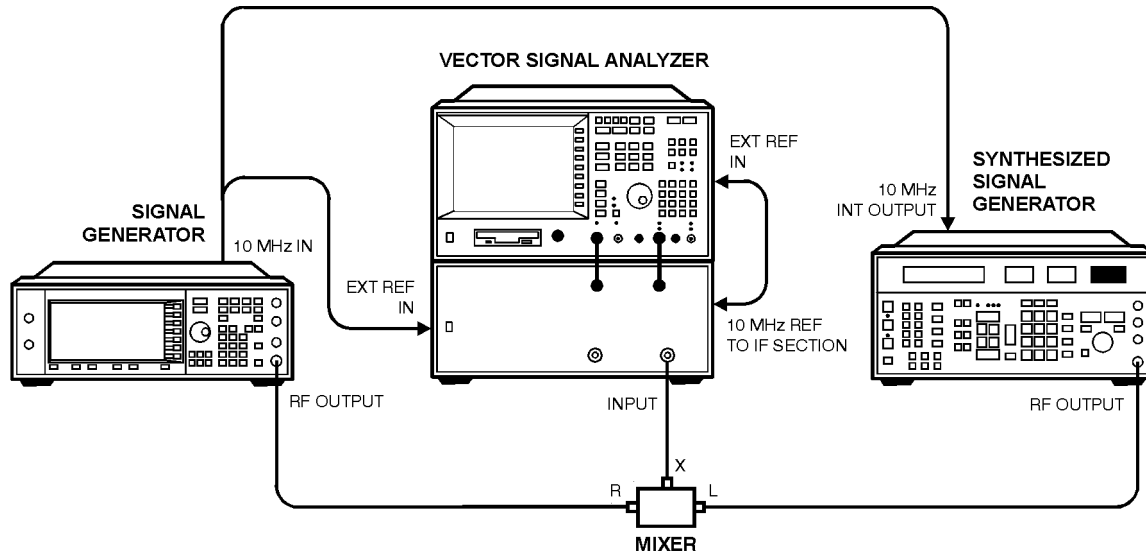 VECTOR SIGNAL ANALYZER
EXT REF
IN
SYNTHESIZED
SIGNAL
GENERATOR
10 MHz
INT OUTPUT
SIGNAL
GENERATOR
10 MHz IN
EXT REF
IN
10 MHz REF
TO IF SECTION
RF OUTPUT
INPUT
RF OUTPUT
X
R
L
MIXER